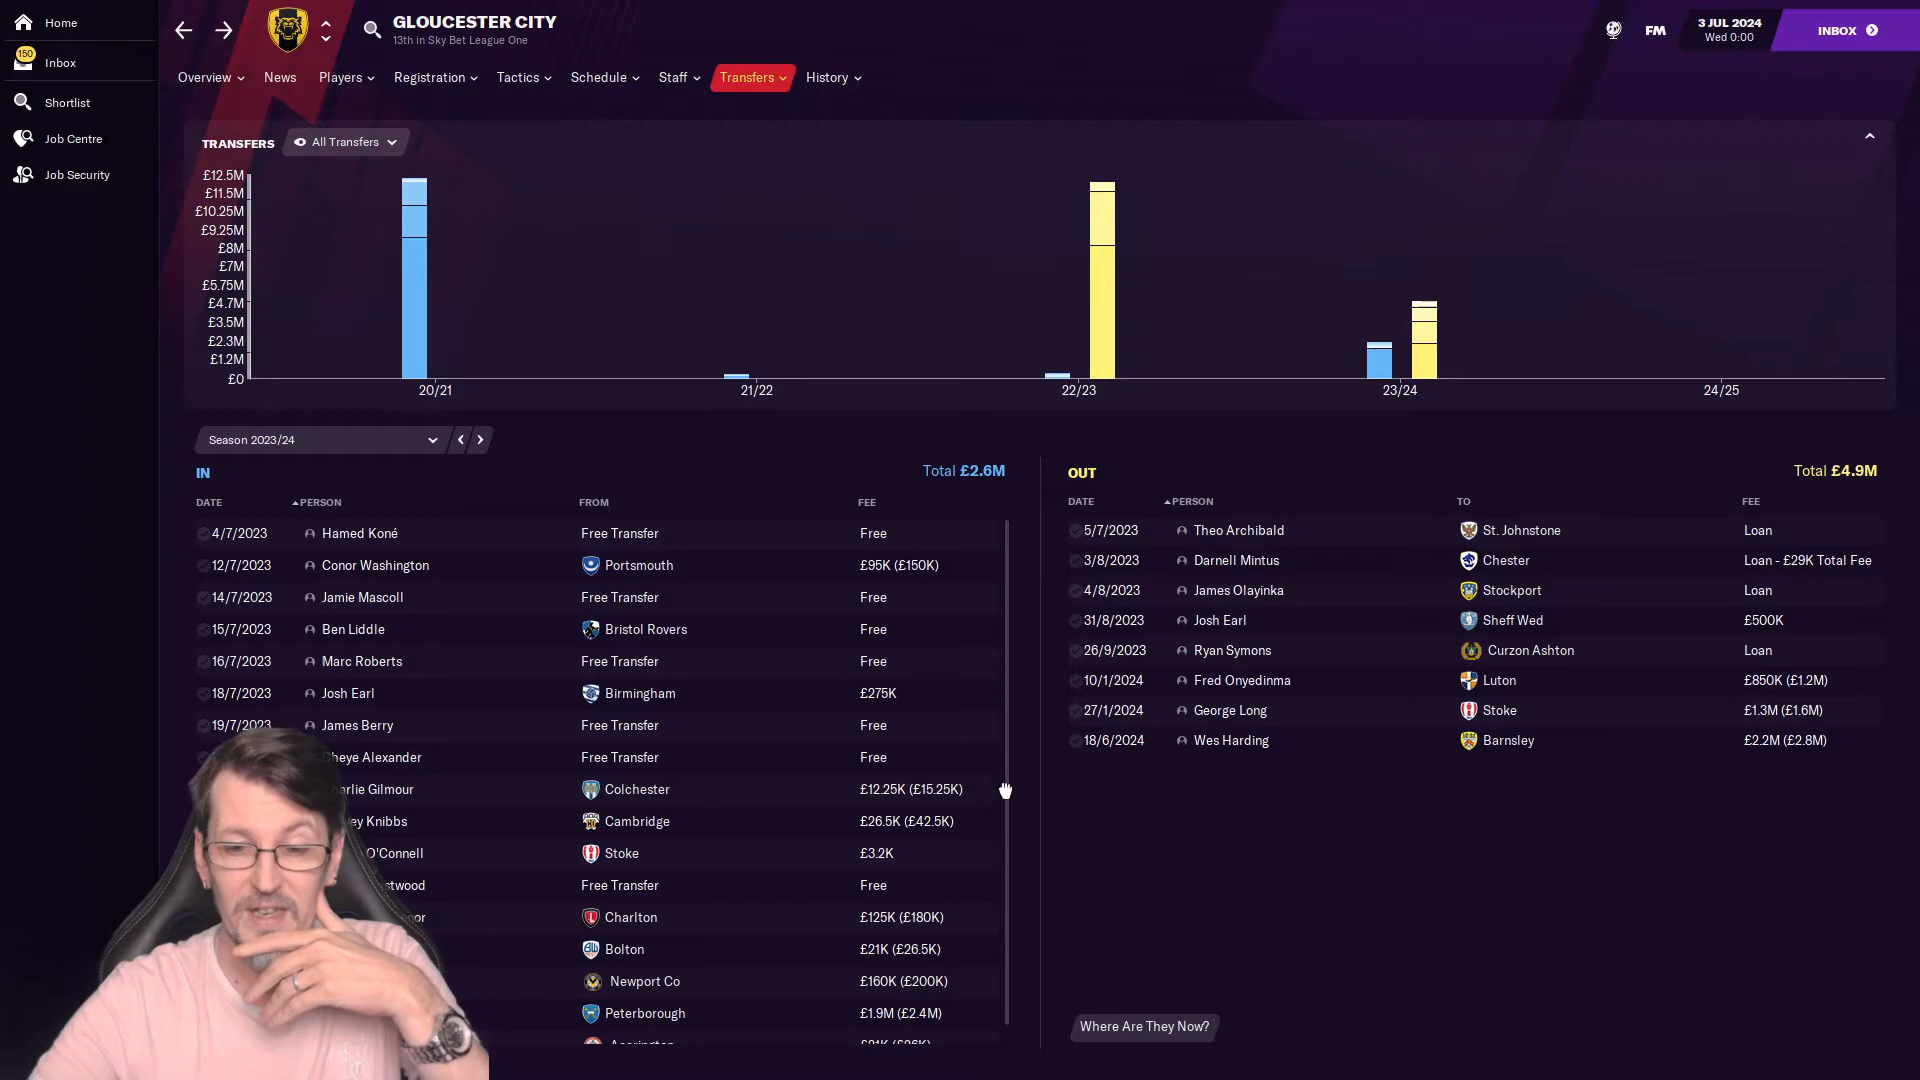 Home
150
Inbox
Shortlist
Job Centre
Job Security
GLOUCESTER CITY
13th in Sky Bet League One
FM
3 JUL 2024
Wed 0:00
INBOX
Overview
News
Players
Registration
Tactics
Schedule
Staff
Transfers
History
TRANSFERS
All Transfers
£12.5M
£11.5M
£10.25M
£9.25M
£8M
£7M
£5.75M
£4.7M
£3.5M
£2.3M
£1.2M
£0
20/21 21/22 22/23 23/24 24/25
Season 2023/24
IN Total £2.6M
DATE PERSON FROM FEE
4/7/2023 Hamed Koné Free Transfer Free
12/7/2023 Conor Washington Portsmouth £95K (£150K)
14/7/2023 Jamie Mascoll Free Transfer Free
15/7/2023 Ben Liddle Bristol Rovers Free
16/7/2023 Marc Roberts Free Transfer Free
18/7/2023 Josh Earl Birmingham £275K
19/7/2023 James Berry Free Transfer Free
Cheye Alexander Free Transfer Free
arlie Gilmour Colchester £12.25K (£15.25K)
ey Knibbs Cambridge £26.5K (£42.5K)
O'Connell Stoke £3.2K
stwood Free Transfer Free
nor Charlton £125K (£180K)
Bolton £21K (£26.5K)
Newport Co £160K (£200K)
Peterborough £1.9M (£2.4M)
Accrington £21K (£26K)
OUT Total £4.9M
DATE PERSON TO FEE
5/7/2023 Theo Archibald St. Johnstone Loan
3/8/2023 Darnell Mintus Chester Loan - £29K Total Fee
4/8/2023 James Olayinka Stockport Loan
31/8/2023 Josh Earl Sheff Wed £500K
26/9/2023 Ryan Symons Curzon Ashton Loan
10/1/2024 Fred Onyedinma Luton £850K (£1.2M)
27/1/2024 George Long Stoke £1.3M (£1.6M)
18/6/2024 Wes Harding Barnsley £2.2M (£2.8M)
Where Are They Now?